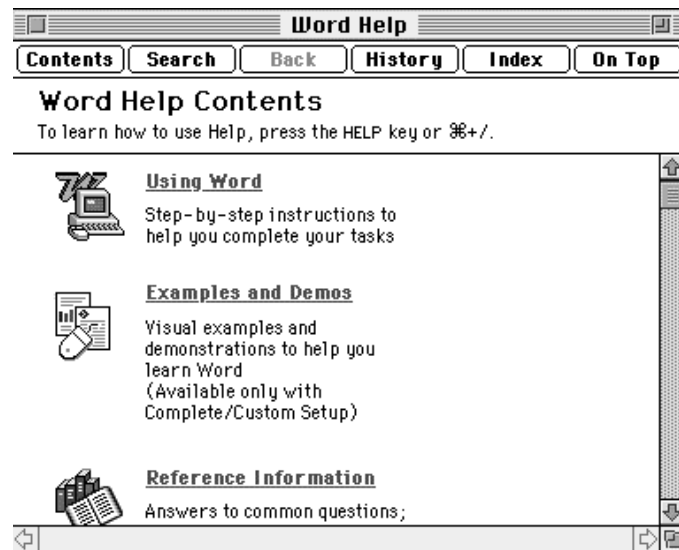 Word Help
Contents Search Back History Index On Top
Word Help Contents
To learn how to use Help, press the HELP key or ⌘+/.
Using Word
Step-by-step instructions to
help you complete your tasks
Examples and Demos
Visual examples and
demonstrations to help you
learn Word
(Available only with
Complete/Custom Setup)
Reference Information
Answers to common questions;